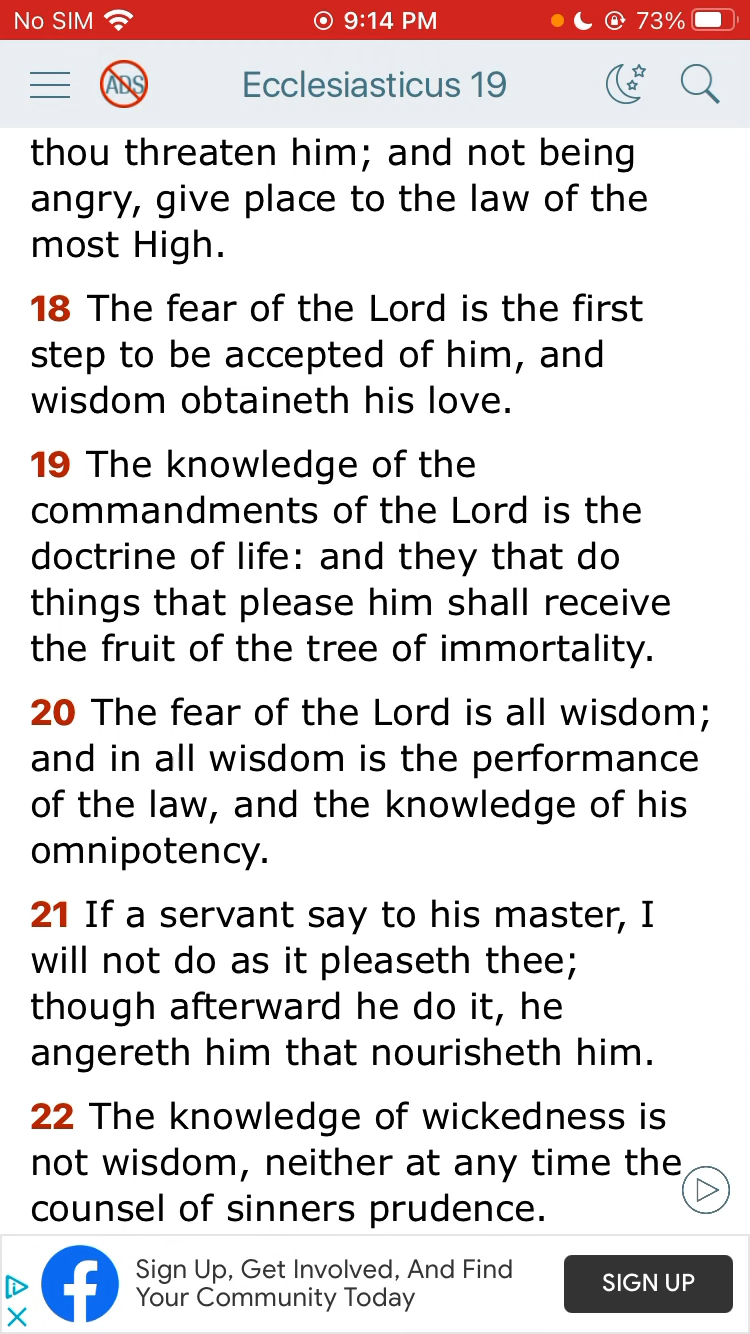 No SIM 9:14 PM 73%
ADS Ecclesiasticus 19
thou threaten him; and not being
angry, give place to the law of the
most High.
18 The fear of the Lord is the first
step to be accepted of him, and
wisdom obtaineth his love.
19 The knowledge of the
commandments of the Lord is the
doctrine of life: and they that do
things that please him shall receive
the fruit of the tree of immortality.
20 The fear of the Lord is all wisdom;
and in all wisdom is the performance
of the law, and the knowledge of his
omnipotency.
21 If a servant say to his master, I
will not do as it pleaseth thee;
though afterward he do it, he
angereth him that nourisheth him.
22 The knowledge of wickedness is
not wisdom, neither at any time the
counsel of sinners prudence.
Sign Up, Get Involved, And Find
Your Community Today
SIGN UP